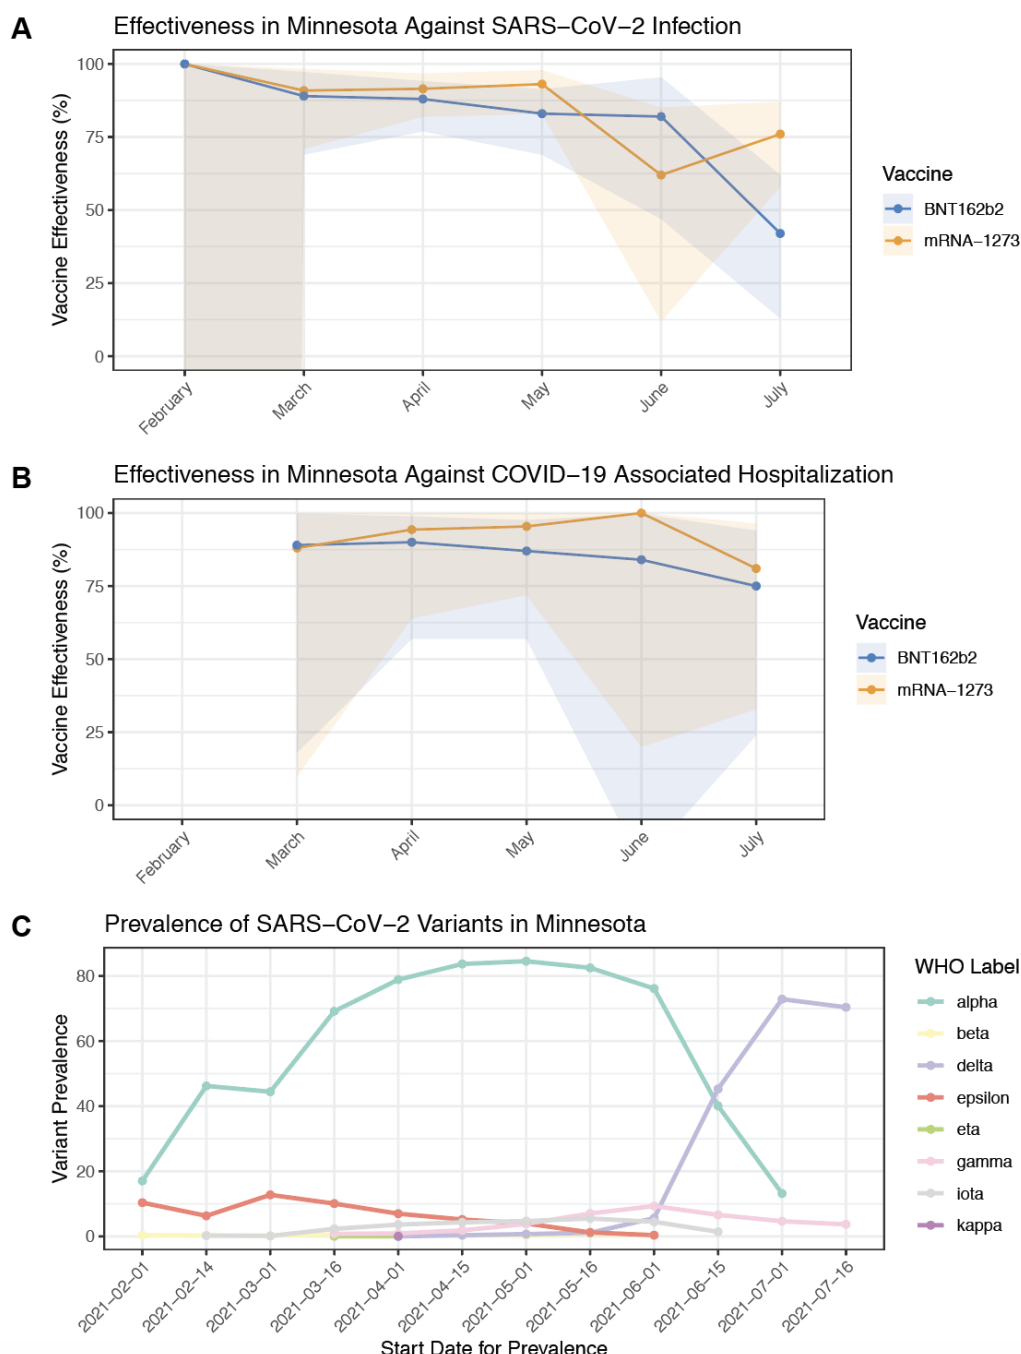 A
Effectiveness in Minnesota Against SARS−CoV−2 Infection
Vaccine Effectiveness (%)
100
75
50
25
0
February
March
April
May
June
July
Vaccine
BNT162b2
mRNA−1273
B
Effectiveness in Minnesota Against COVID−19 Associated Hospitalization
Vaccine Effectiveness (%)
100
75
50
25
0
February
March
April
May
June
July
Vaccine
BNT162b2
mRNA−1273
C
Prevalence of SARS−CoV−2 Variants in Minnesota
Variant Prevalence
80
60
40
20
0
2021−02−01
2021−02−14
2021−03−01
2021−03−16
2021−04−01
2021−04−15
2021−05−01
2021−05−16
2021−06−01
2021−06−15
2021−07−01
2021−07−16
Start Date for Prevalence
WHO Label
alpha
beta
delta
epsilon
eta
gamma
iota
kappa